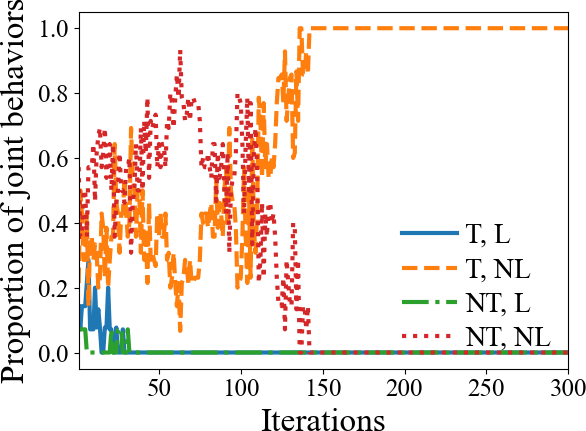 Proportion of joint behaviors
1.0
0.8
0.6
0.4
0.2
0.0
T, L
T, NL
NT, L
NT, NL
50
100
150
200
250
300
Iterations